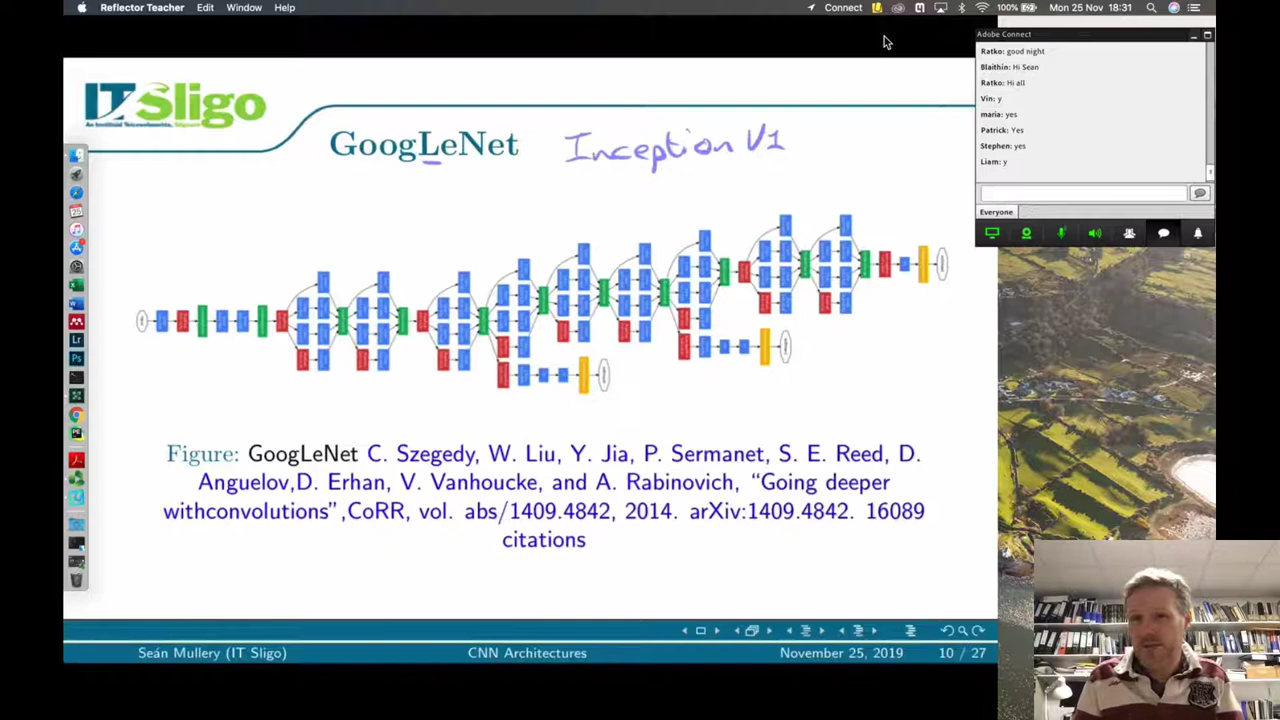 Reflector Teacher Edit Window Help
Connect 100% Mon 25 Nov 18:31
Adobe Connect
Ratko: good night
Blaithin: Hi Sean
Ratko: Hi all
Vin: y
maria: yes
Patrick: Yes
Stephen: yes
Liam: y
Everyone
ITSligo
GoogLeNet Inception V1
Figure: GoogLeNet C. Szegedy, W. Liu, Y. Jia, P. Sermanet, S. E. Reed, D.
Anguelov,D. Erhan, V. Vanhoucke, and A. Rabinovich, “Going deeper
withconvolutions”,CoRR, vol. abs/1409.4842, 2014. arXiv:1409.4842. 16089
citations
Seán Mullery (IT Sligo) CNN Architectures November 25, 2019 10 / 27